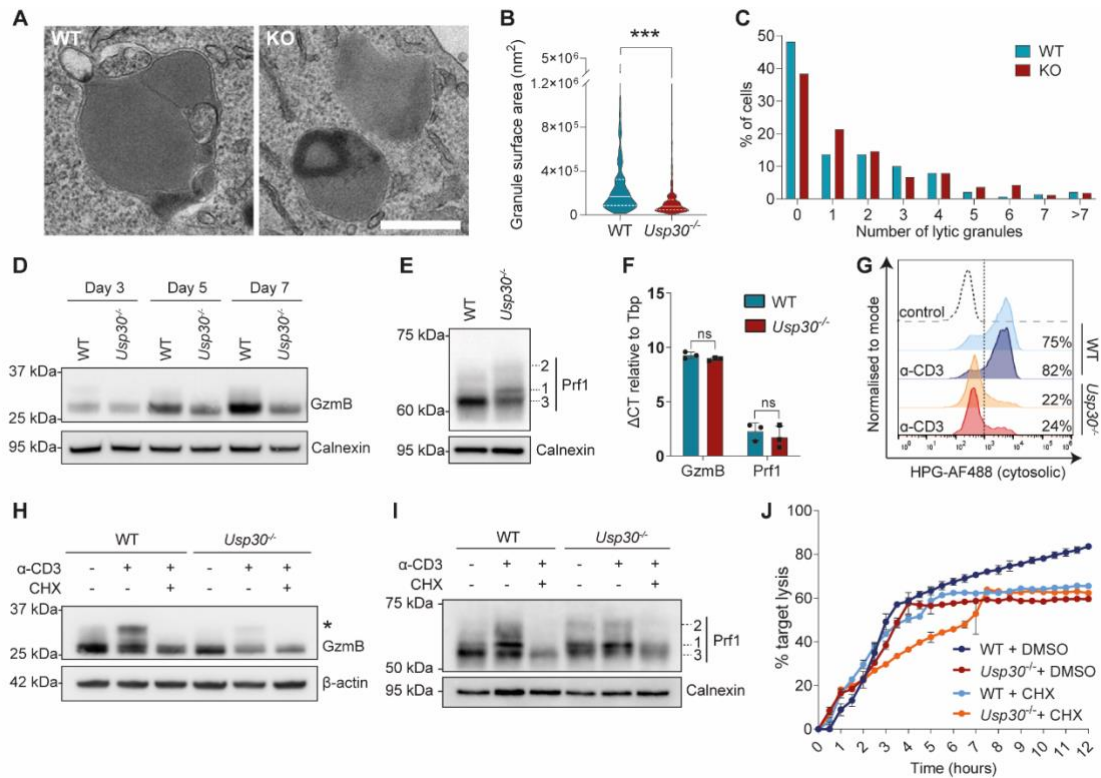 A
WT
KO
B
Granule surface area (nm²)
5×10⁶
1.2×10⁶
8×10⁵
4×10⁵
0
***
WT Usp30⁻/⁻
C
% of cells
50
40
30
20
10
0
WT
KO
0 1 2 3 4 5 6 7 >7
Number of lytic granules
D
Day 3 Day 5 Day 7
WT Usp30⁻/⁻ WT Usp30⁻/⁻ WT Usp30⁻/⁻
37 kDa
25 kDa
GzmB
95 kDa
Calnexin
E
WT Usp30⁻/⁻
75 kDa
60 kDa
2
1
3
Prf1
95 kDa
Calnexin
F
ΔCT relative to Tbp
15
10
5
0
WT
Usp30⁻/⁻
ns
ns
GzmB Prf1
G
Normalised to mode
control
75%
α-CD3 82%
WT
22%
α-CD3 24%
Usp30⁻/⁻
HPG-AF488 (cytosolic)
H
WT Usp30⁻/⁻
α-CD3 - + + - + +
CHX - - + - - +
37 kDa
*
25 kDa
GzmB
42 kDa
β-actin
I
WT Usp30⁻/⁻
α-CD3 - + + - + +
CHX - - + - - +
75 kDa
50 kDa
2
1
3
Prf1
95 kDa
Calnexin
J
% target lysis
100
80
60
40
20
0
WT + DMSO
Usp30⁻/⁻ + DMSO
WT + CHX
Usp30⁻/⁻ + CHX
0 1 2 3 4 5 6 7 8 9 10 11 12
Time (hours)